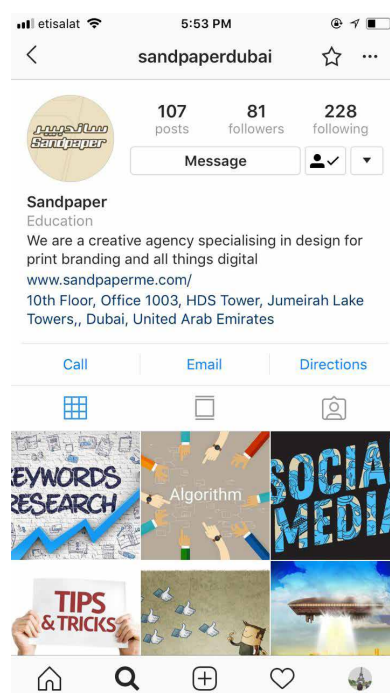 etisalat 5:53 PM
sandpaperdubai
107 81 228
posts followers following
سانديبير
Sandpaper
Message
Sandpaper
Education
We are a creative agency specialising in design for
print branding and all things digital
www.sandpaperme.com/
10th Floor, Office 1003, HDS Tower, Jumeirah Lake
Towers,, Dubai, United Arab Emirates
Call Email Directions
EYWORDS
RESEARCH
Algorithm
SOCIA
MEDIA
TIPS
& TRICKS